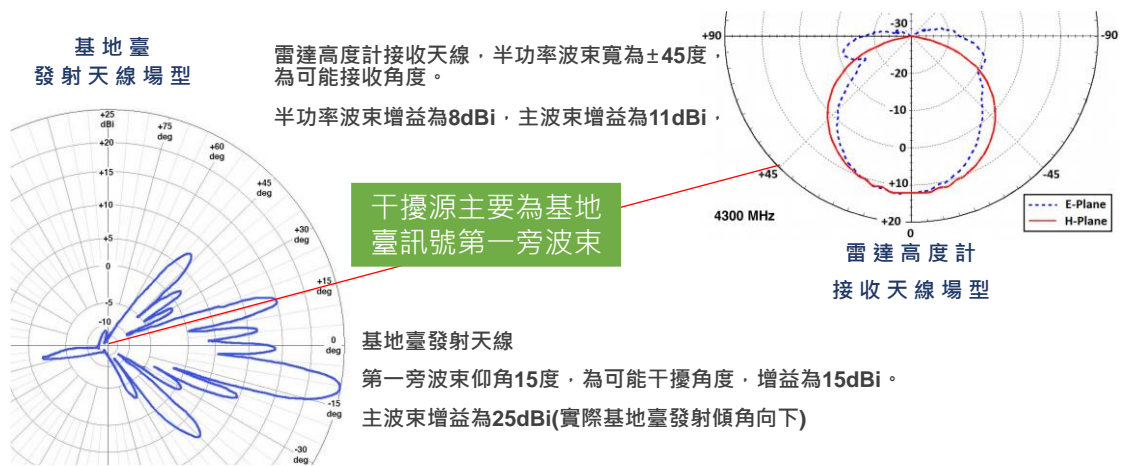 基地臺
發射天線場型
雷達高度計接收天線，半功率波束寬為±45度，
為可能接收角度。
半功率波束增益為8dBi，主波束增益為11dBi，
干擾源主要為基地
臺訊號第一旁波束
+25
dBi
+20
+15
+10
+5
0
-5
-10
+75
deg
+60
deg
+45
deg
+30
deg
+15
deg
0
deg
-15
deg
-30
deg
-30
-20
-10
0
+10
+20
+90
-90
+45
-45
0
4300 MHz
E-Plane
H-Plane
雷達高度計
接收天線場型
基地臺發射天線
第一旁波束仰角15度，為可能干擾角度，增益為15dBi。
主波束增益為25dBi(實際基地臺發射傾角向下)